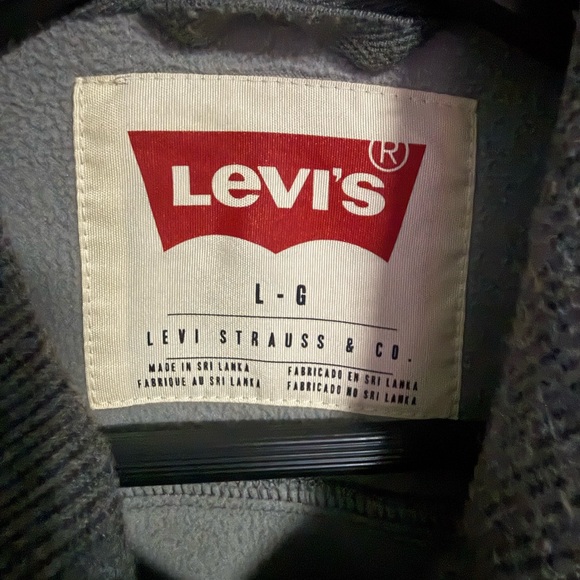 LEVI'S®
L - G
LEVI STRAUSS & CO.
MADE IN SRI LANKA
FABRIQUE AU SRI LANKA
FABRICADO EN SRI LANKA
FABRICADO NO SRI LANKA